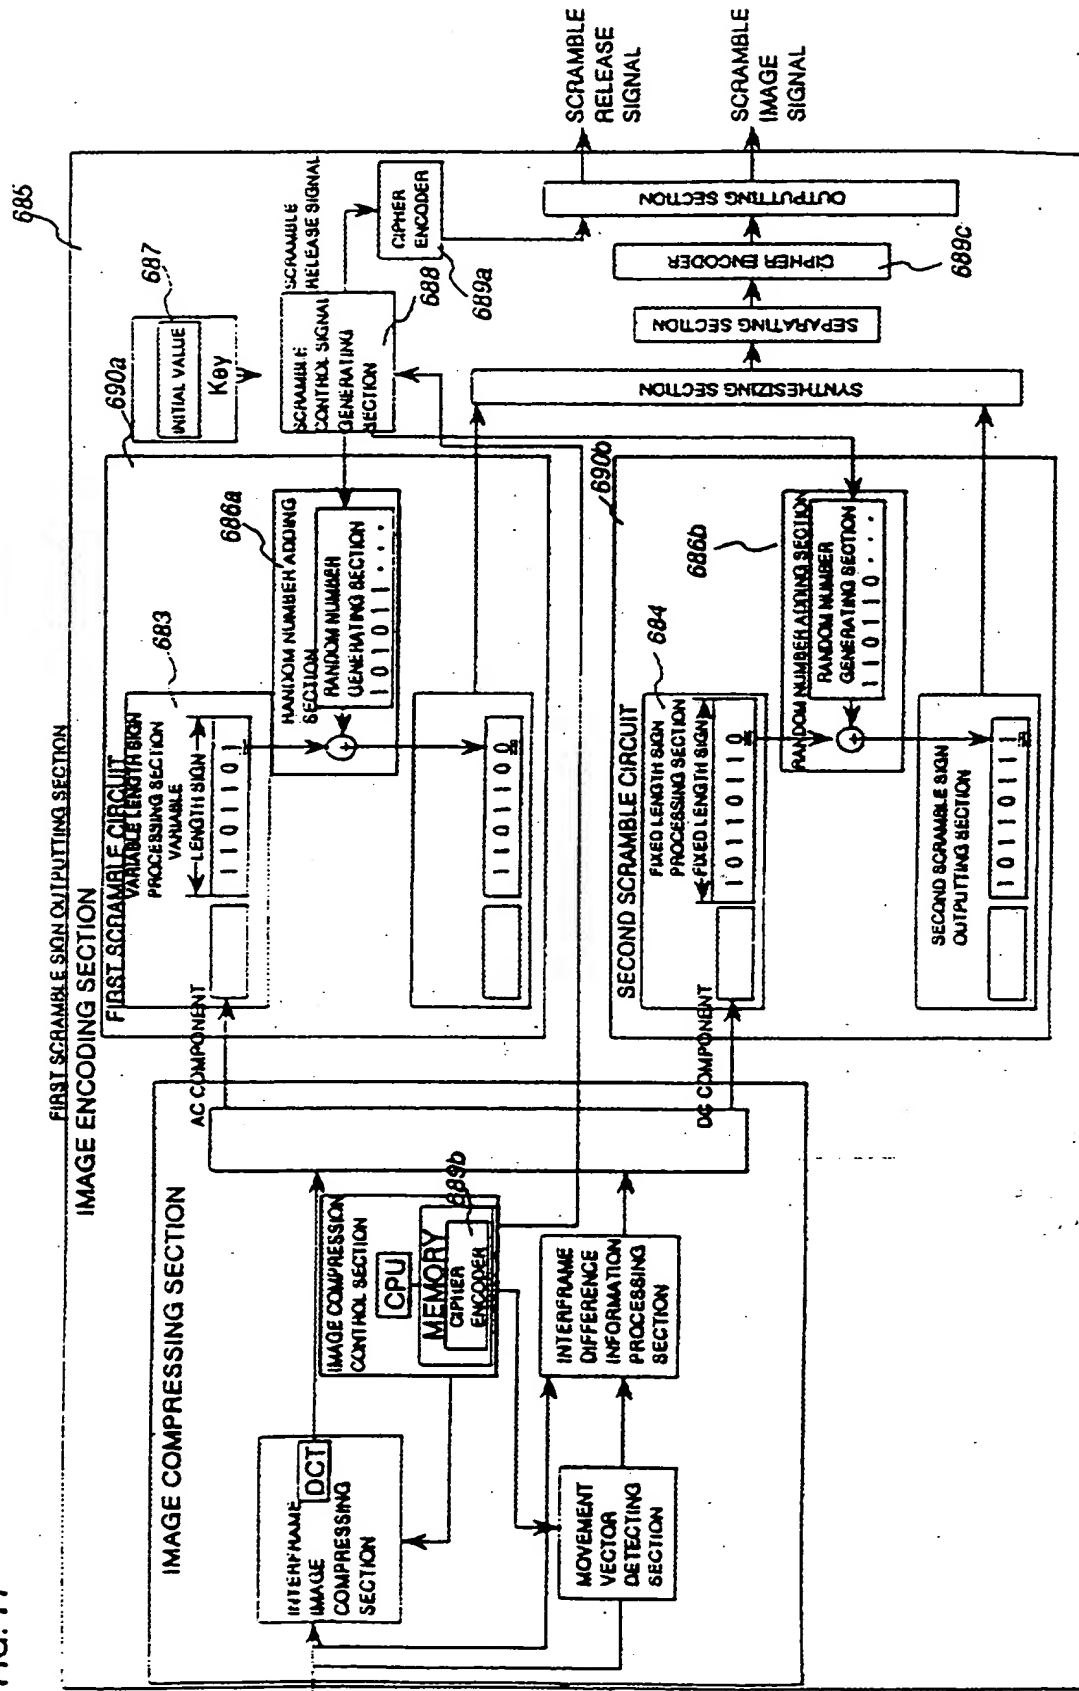 FIRST SCRAMBLE SIGN OUTPUTTING SECTION
685
IMAGE ENCODING SECTION
IMAGE COMPRESSING SECTION
INTERFRAME
IMAGE
COMPRESSING
SECTION
DCT
IMAGE COMPRESSION
CONTROL SECTION
CPU
MEMORY
CIPHER
ENCODER
689b
MOVEMENT
VECTOR
DETECTING
SECTION
INTERFRAME
DIFFERENCE
INFORMATION
PROCESSING
SECTION
AC COMPONENT
DC COMPONENT
FIRST SCRAMBLE CIRCUIT
690a
VARIABLE LENGTH SIGN
PROCESSING SECTION
683
VARIABLE
LENGTH SIGN
1 1 0 1 1 0 1
RANDOM NUMBER ADDING
SECTION
686a
RANDOM NUMBER
GENERATING SECTION
1 0 1 0 1 1 . . .
+
1 1 0 1 1 0 0
INITIAL VALUE
687
Key
SCRAMBLE
CONTROL SIGNAL
GENERATING
SECTION
688
SCRAMBLE
RELEASE SIGNAL
CIPHER
ENCODER
689a
SECOND SCRAMBLE CIRCUIT
690b
FIXED LENGTH SIGN
PROCESSING SECTION
684
FIXED LENGTH SIGN
1 0 1 1 0 1 1 0
RANDOM NUMBER ADDING SECTION
686b
RANDOM NUMBER
GENERATING SECTION
1 1 0 1 1 0 . . .
+
SECOND SCRAMBLE SIGN
OUTPUTTING SECTION
1 0 1 1 0 1 1 1
SYNTHESIZING SECTION
SEPARATING SECTION
CIPHER ENCODER
689c
OUTPUTTING SECTION
SCRAMBLE
RELEASE
SIGNAL
SCRAMBLE
IMAGE
SIGNAL